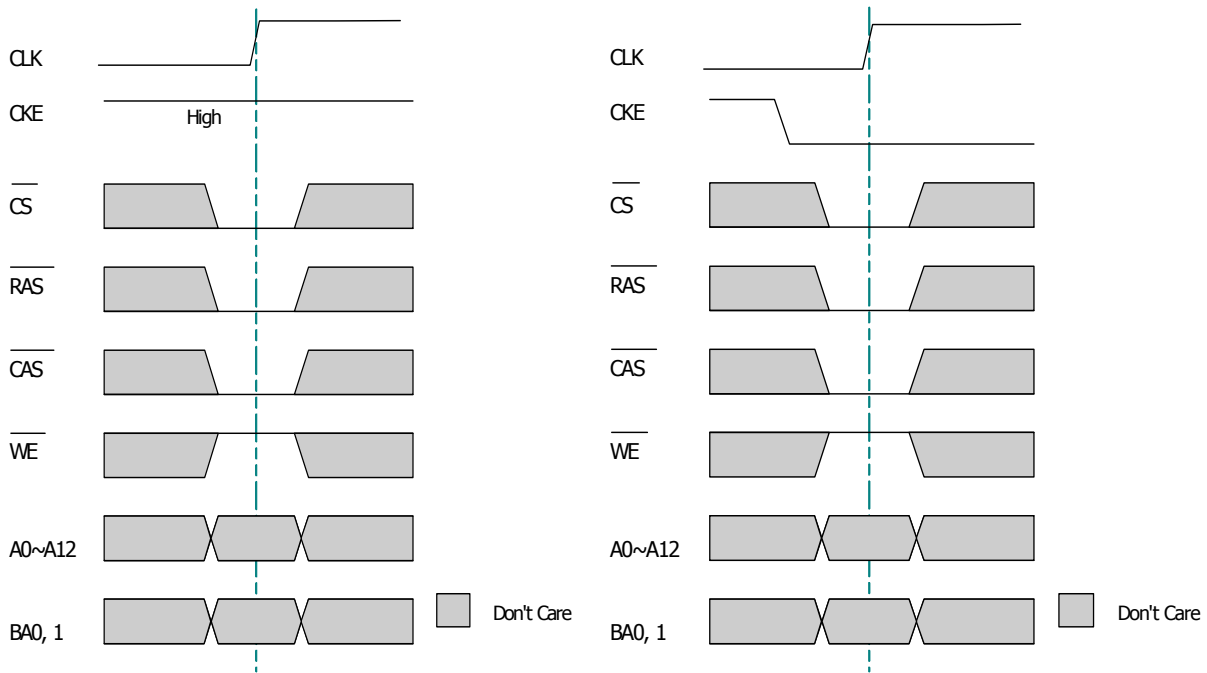 CLK
CKE
High
CS
RAS
CAS
WE
A0~A12
BA0, 1
Don't Care
CLK
CKE
CS
RAS
CAS
WE
A0~A12
BA0, 1
Don't Care